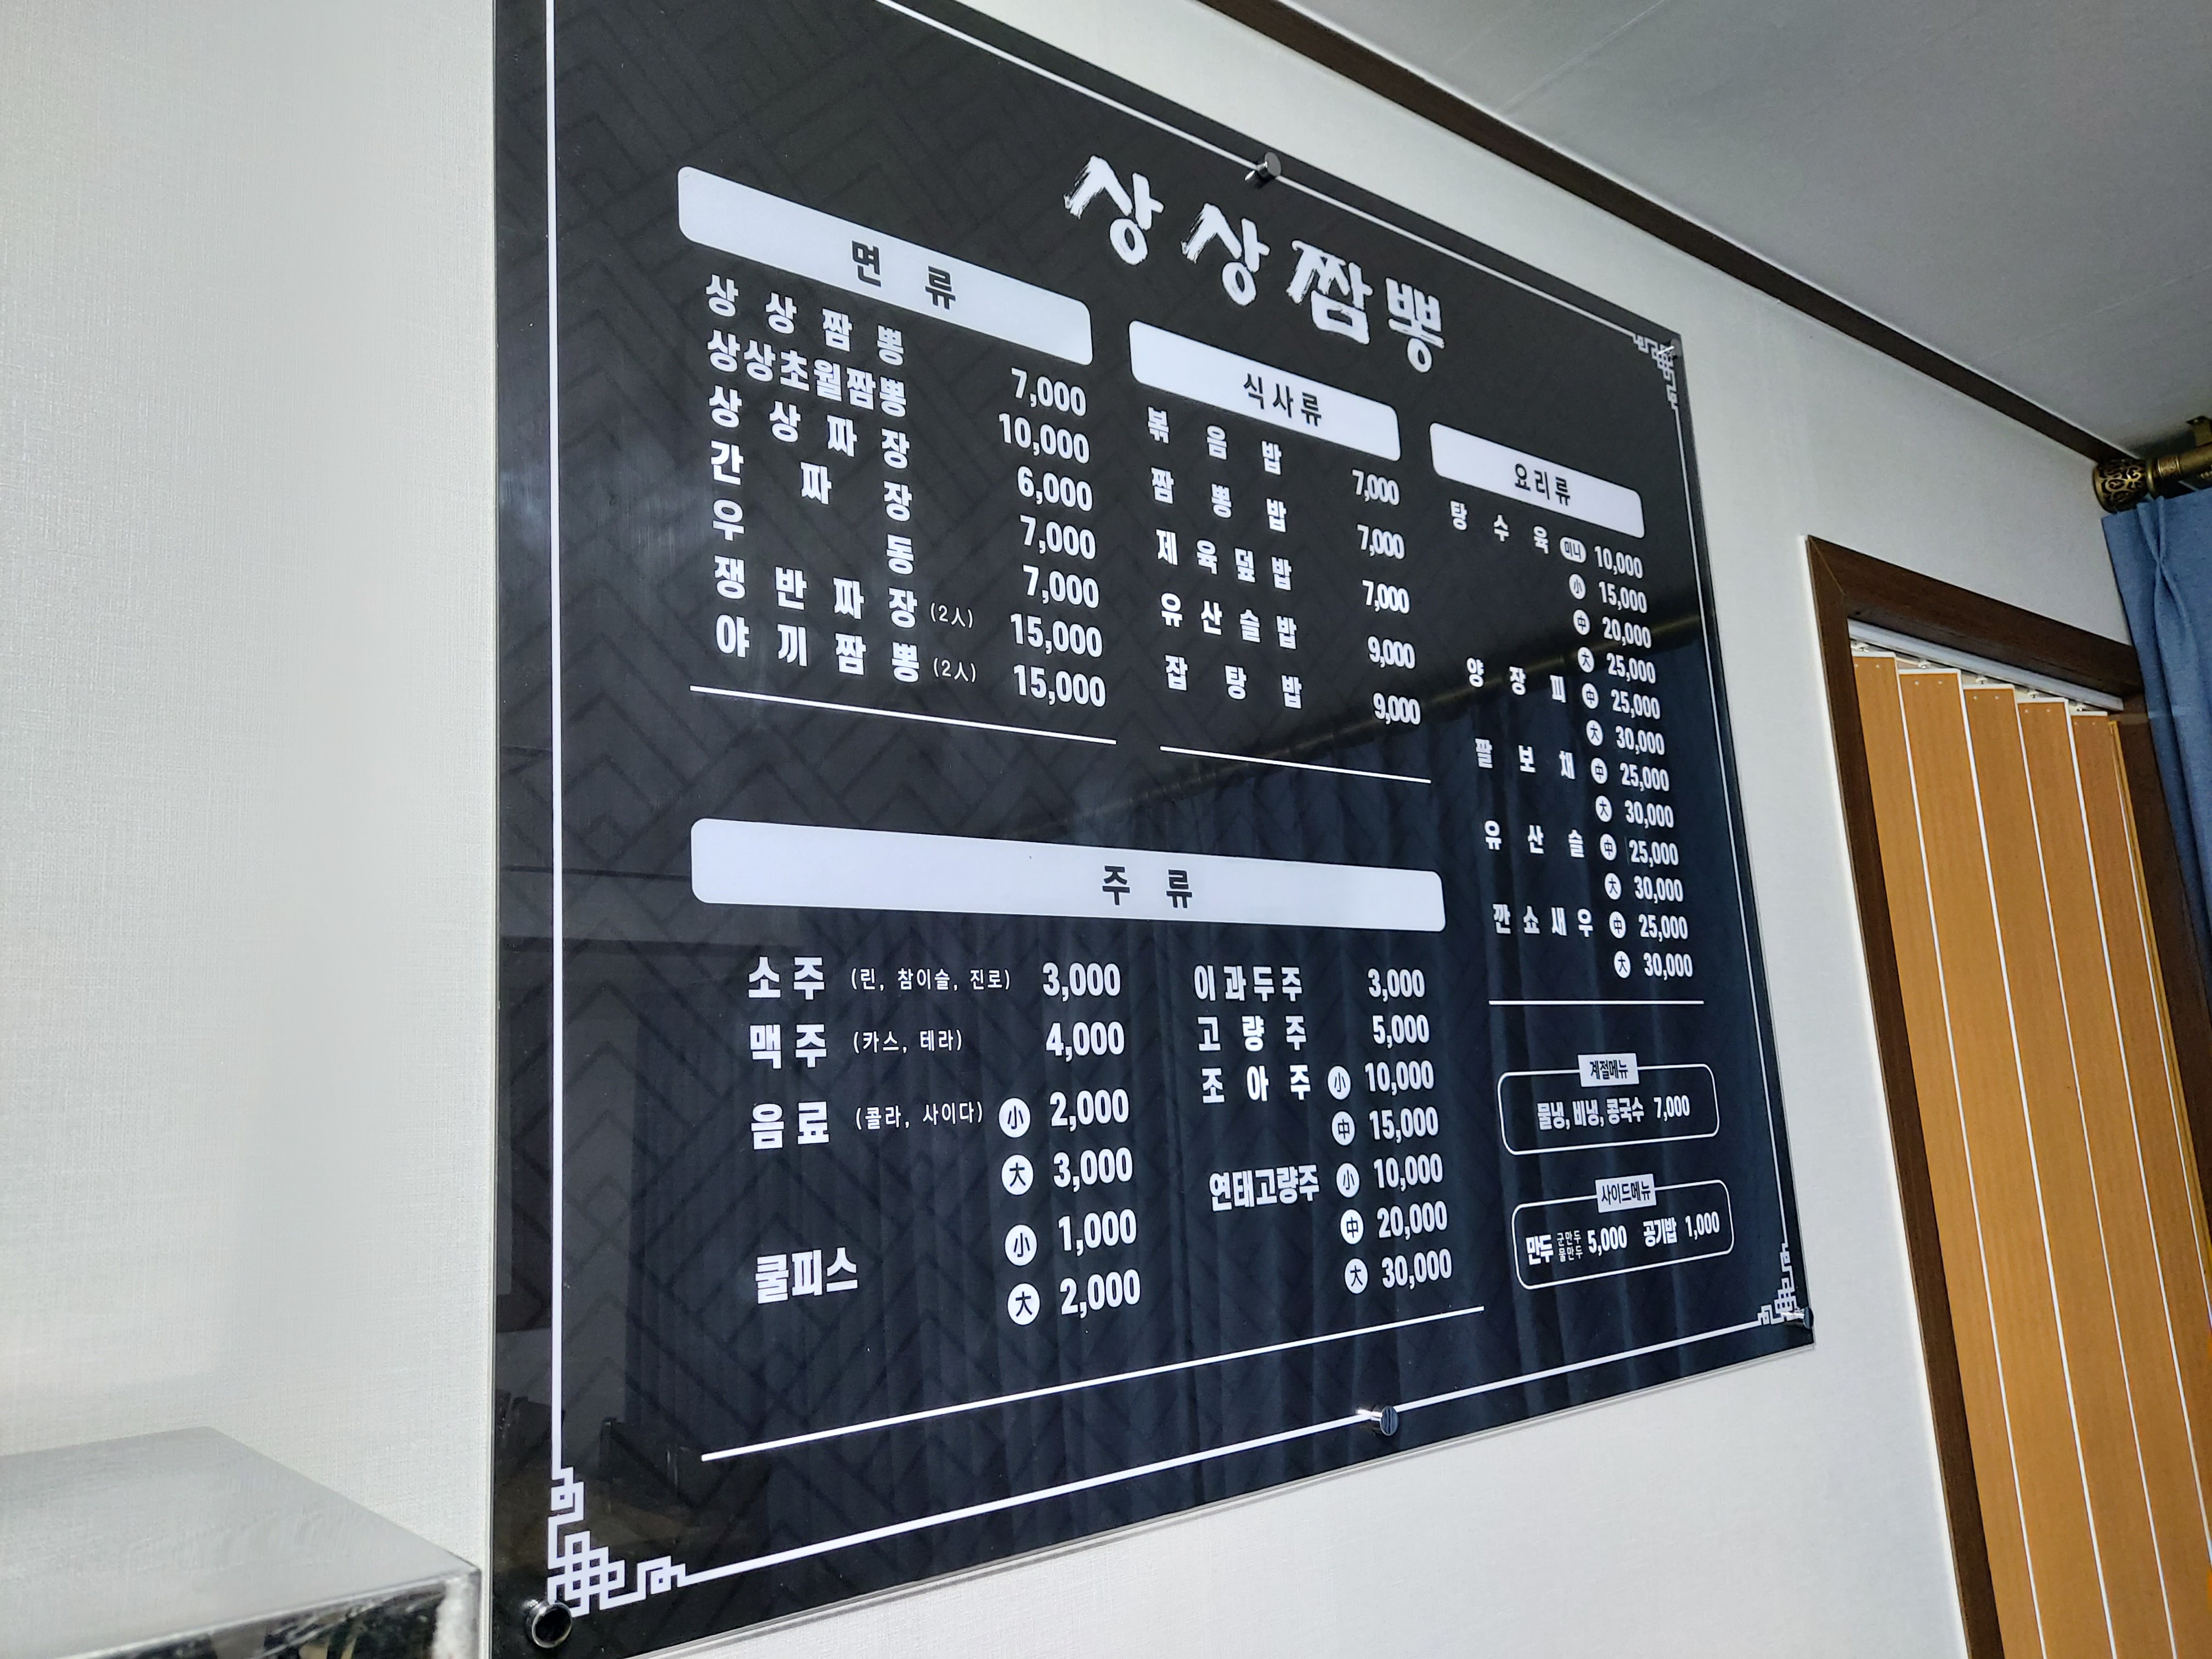 상상짬뽕
면 류
상 상 짬 뽕 7,000
상상초월짬뽕 10,000
상 상 짜 장 6,000
간 짜 장 7,000
우 동 7,000
쟁 반 짜 장 (2人) 15,000
야 끼 짬 뽕 (2人) 15,000
식사류
볶 음 밥 7,000
짬 뽕 밥 7,000
제 육 덮 밥 7,000
유 산 슬 밥 9,000
잡 탕 밥 9,000
요리류
탕 수 육 미니 10,000
小 15,000
中 20,000
大 25,000
양 장 피 中 25,000
大 30,000
팔 보 채 中 25,000
大 30,000
유 산 슬 中 25,000
大 30,000
깐 쇼 새 우 中 25,000
大 30,000
주 류
소주 (린, 참이슬, 진로) 3,000
맥주 (카스, 테라) 4,000
음료 (콜라, 사이다) 小 2,000
大 3,000
쿨피스 小 1,000
大 2,000
이과두주 3,000
고 량 주 5,000
조 아 주 小 10,000
中 15,000
연태고량주 小 10,000
中 20,000
大 30,000
계절메뉴
물냉, 비냉, 콩국수 7,000
사이드메뉴
만두 군만두 물만두 5,000 공기밥 1,000